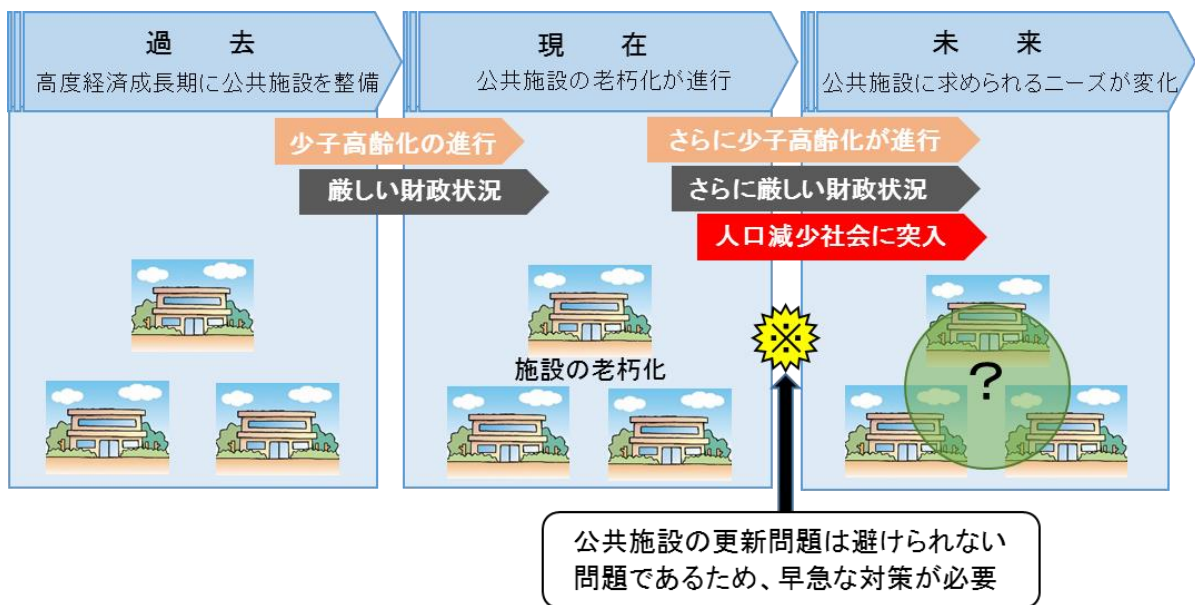 過 去
高度経済成長期に公共施設を整備
現 在
公共施設の老朽化が進行
未 来
公共施設に求められるニーズが変化
少子高齢化の進行
厳しい財政状況
さらに少子高齢化が進行
さらに厳しい財政状況
人口減少社会に突入
施設の老朽化
※
？
公共施設の更新問題は避けられない
問題であるため、早急な対策が必要